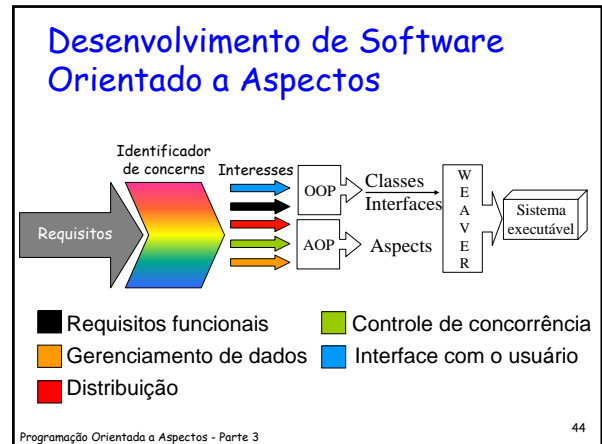 Desenvolvimento de Software
Orientado a Aspectos
Identificador
de concerns
Interesses
Requisitos
OOP
AOP
Classes
Interfaces
Aspects
W
E
A
V
E
R
Sistema
executável
Requisitos funcionais
Controle de concorrência
Gerenciamento de dados
Interface com o usuário
Distribuição
Programação Orientada a Aspectos - Parte 3
44